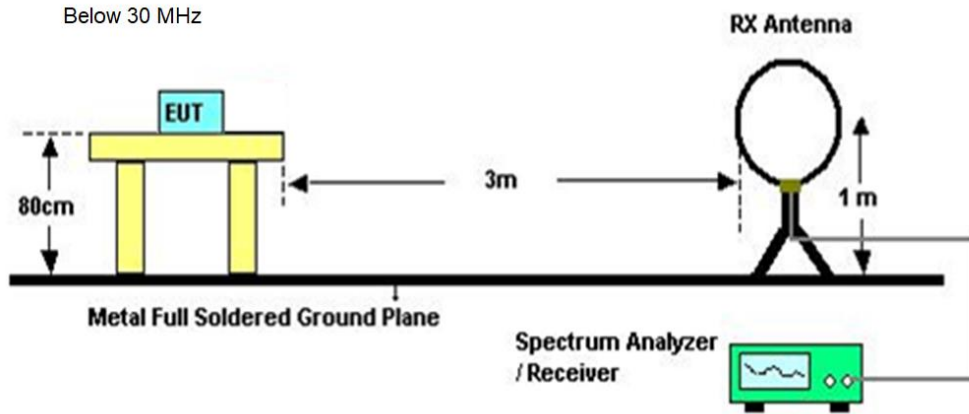 Below 30 MHz
RX Antenna
EUT
80cm
3m
1 m
Metal Full Soldered Ground Plane
Spectrum Analyzer
/ Receiver